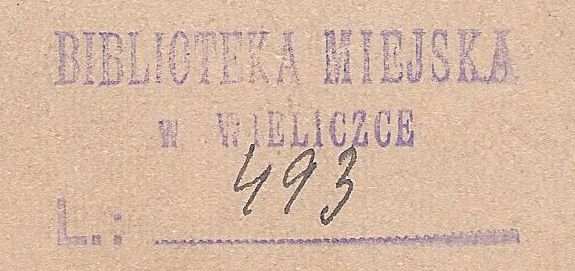 BIBLIOTEKA MIEJSKA
W WIELICZCE
493
L.: